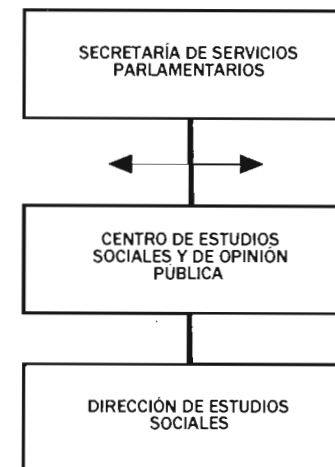 SECRETARÍA DE SERVICIOS
PARLAMENTARIOS
CENTRO DE ESTUDIOS
SOCIALES Y DE OPINIÓN
PÚBLICA
DIRECCIÓN DE ESTUDIOS
SOCIALES